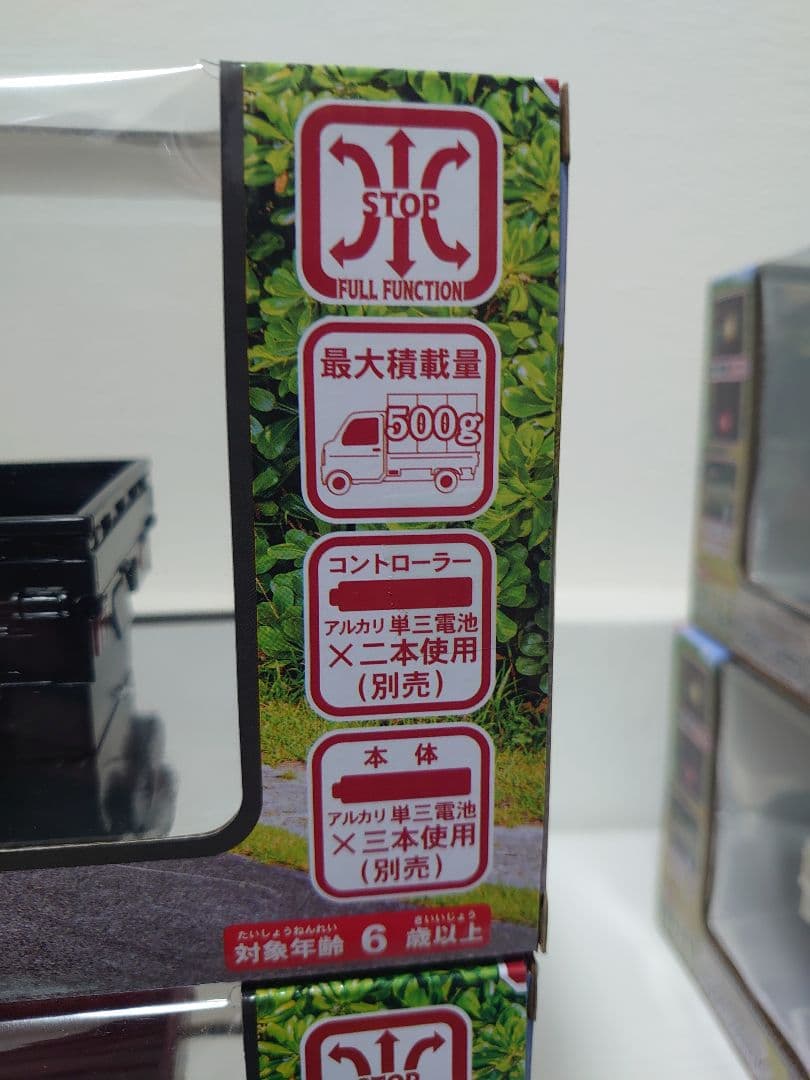 STOP
FULL FUNCTION
最大積載量
500g
コントローラー
アルカリ単三電池
×二本使用
(別売)
本 体
アルカリ単三電池
×三本使用
(別売)
たいしょうねんれい さいいじょう
対象年齢 6 歳以上
STOP